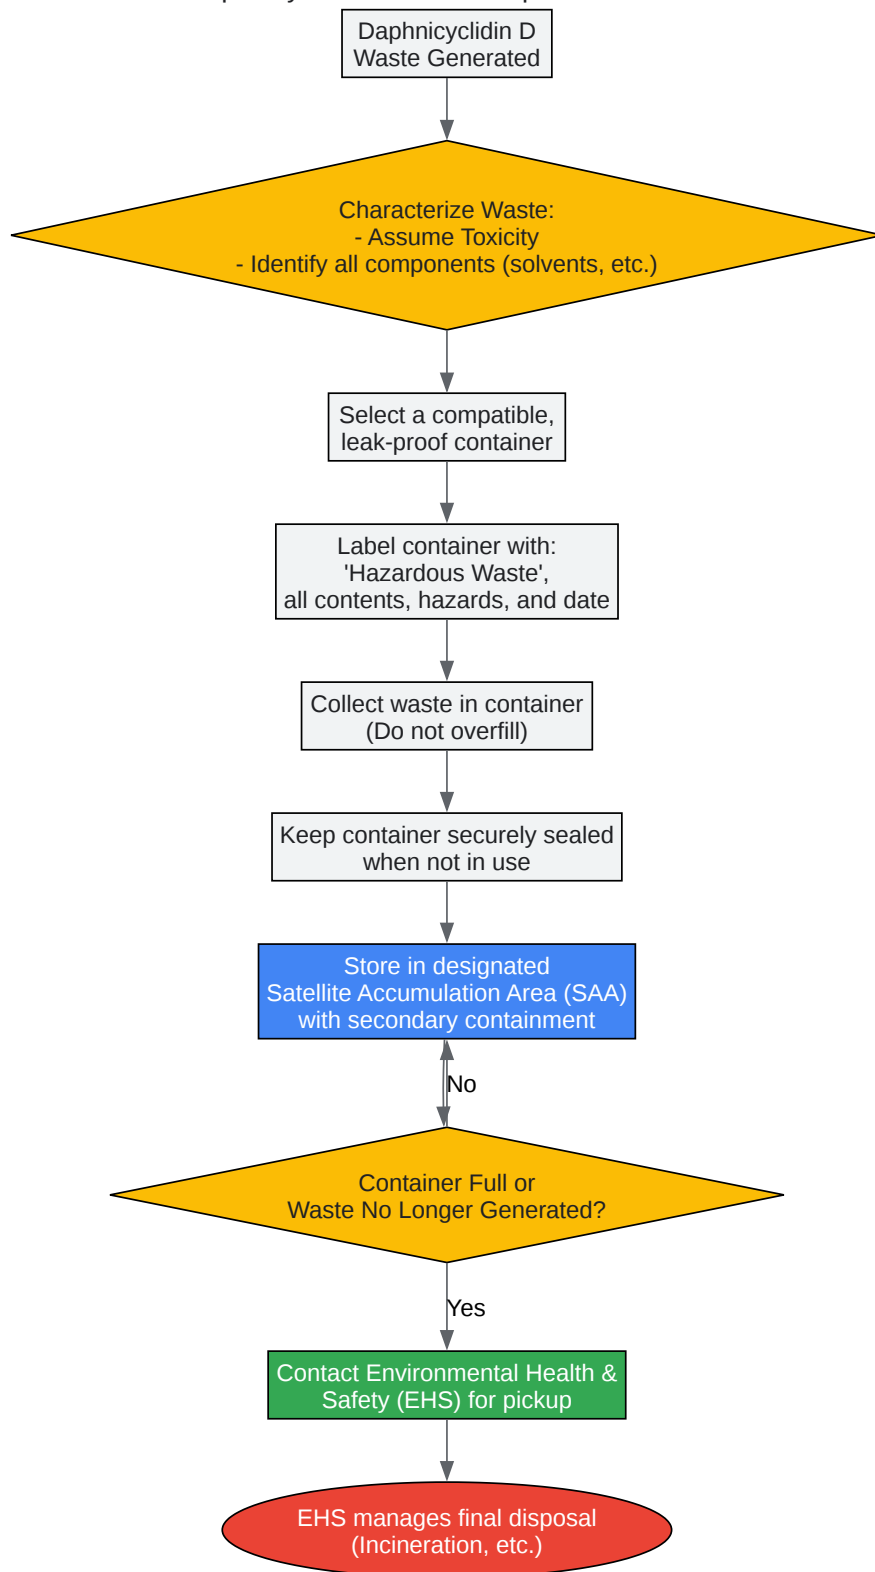 Daphnicyclidin D
Waste Generated
Characterize Waste:
- Assume Toxicity
- Identify all components (solvents, etc.)
Select a compatible,
leak-proof container
Label container with:
'Hazardous Waste',
all contents, hazards, and date
Collect waste in container
(Do not overfill)
Keep container securely sealed
when not in use
Store in designated
Satellite Accumulation Area (SAA)
with secondary containment
No
Container Full or
Waste No Longer Generated?
Yes
Contact Environmental Health &
Safety (EHS) for pickup
EHS manages final disposal
(Incineration, etc.)